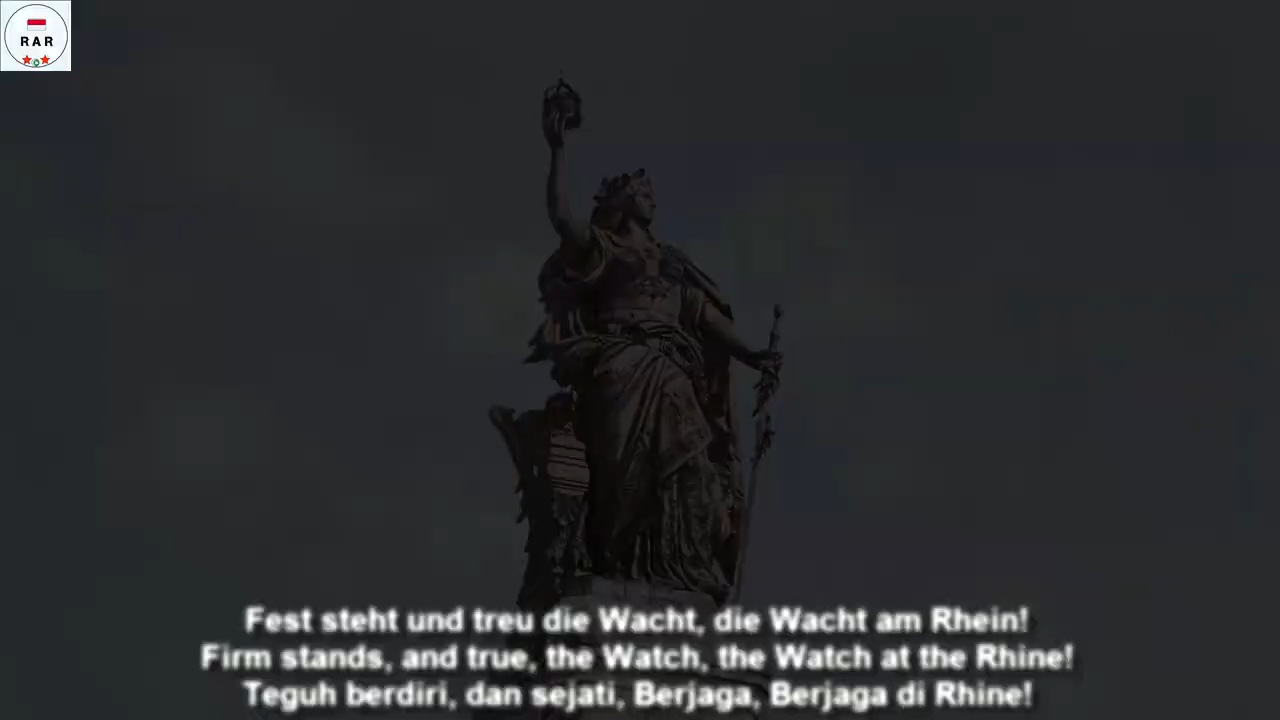 RAR
Fest steht und treu die Wacht, die Wacht am Rhein!
Firm stands, and true, the Watch, the Watch at the Rhine!
Teguh berdiri, dan sejati, Berjaga, Berjaga di Rhine!